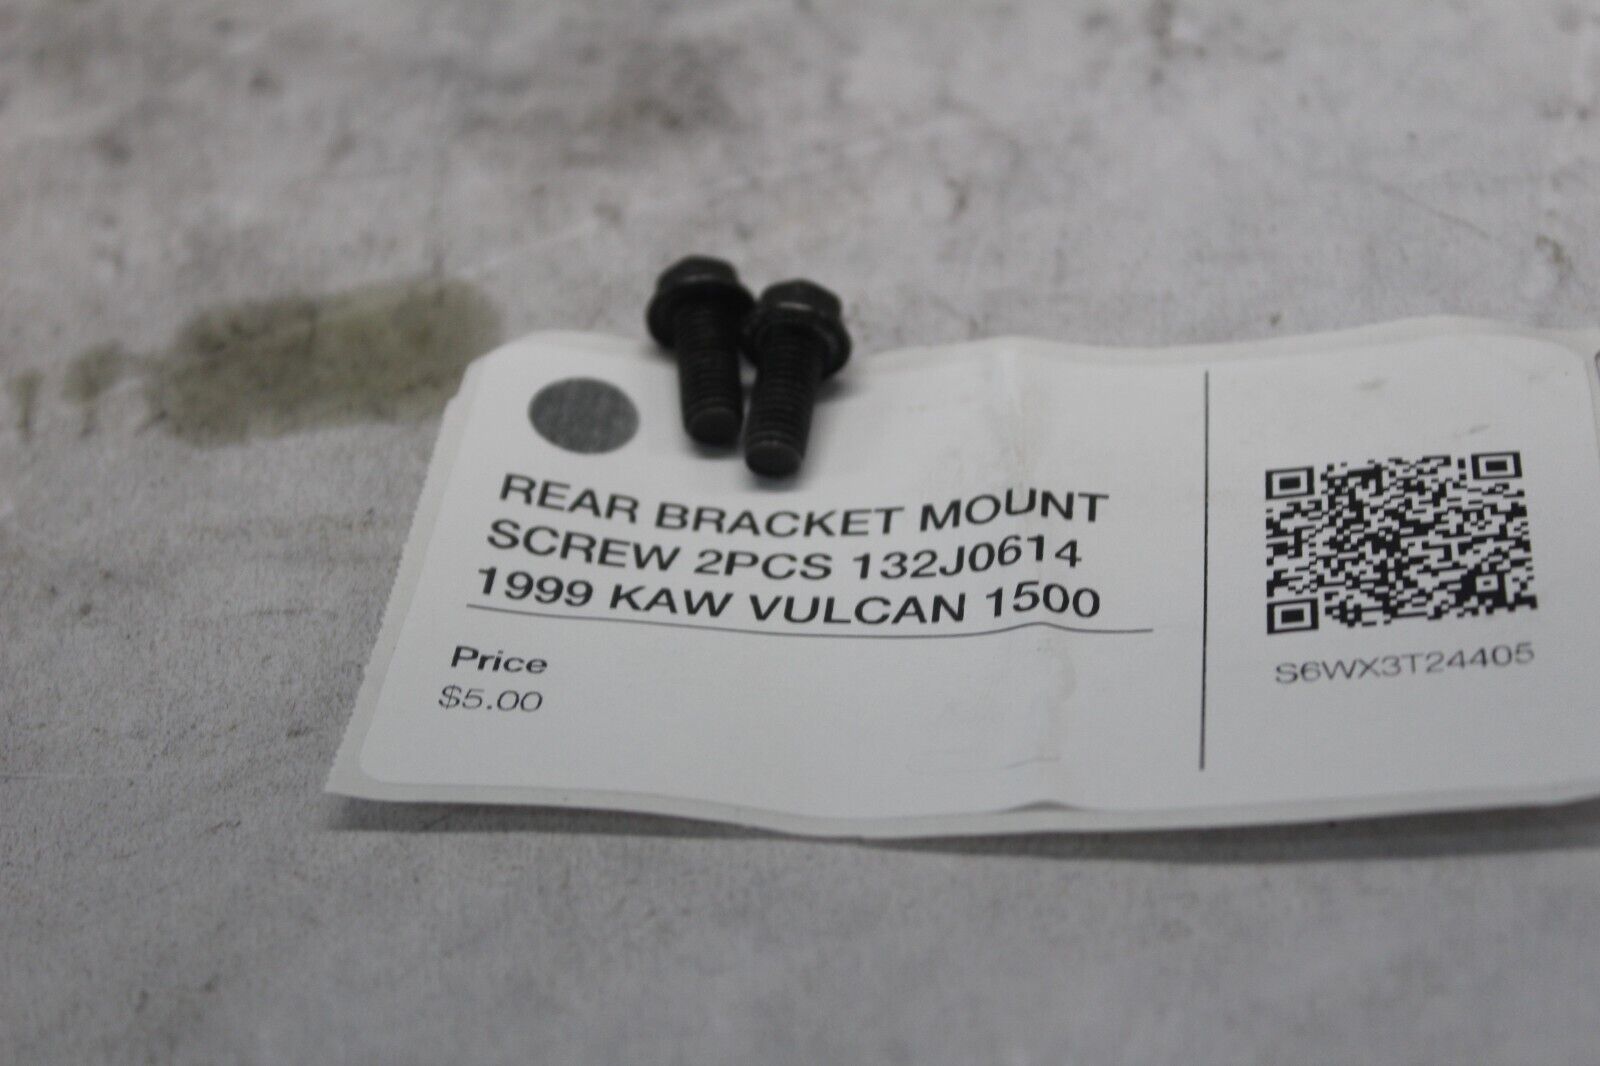 REAR BRACKET MOUNT
SCREW 2PCS 132J0614
1999 KAW VULCAN 1500
Price
$5.00
S6WX3T24405